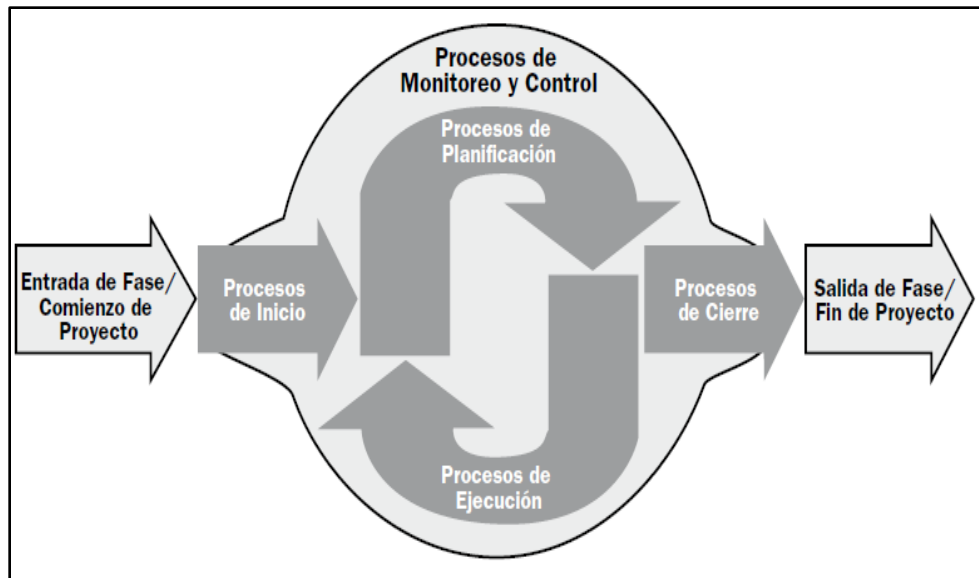 Procesos de
Monitoreo y Control
Procesos de
Planificación
Entrada de Fase/
Comienzo de
Proyecto
Procesos
de Inicio
Procesos
de Cierre
Salida de Fase/
Fin de Proyecto
Procesos de
Ejecución